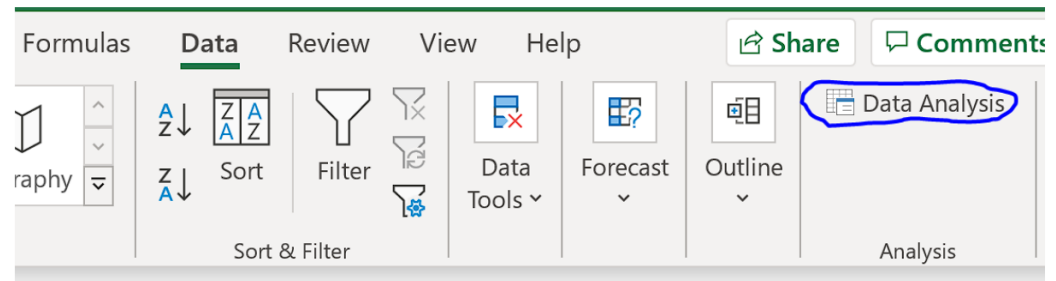 Formulas Data Review View Help Share Comments
raphy
A
Z
Z
A
Z A
A Z
Sort
Filter
Sort & Filter
Data
Tools
Forecast
Outline
Data Analysis
Analysis